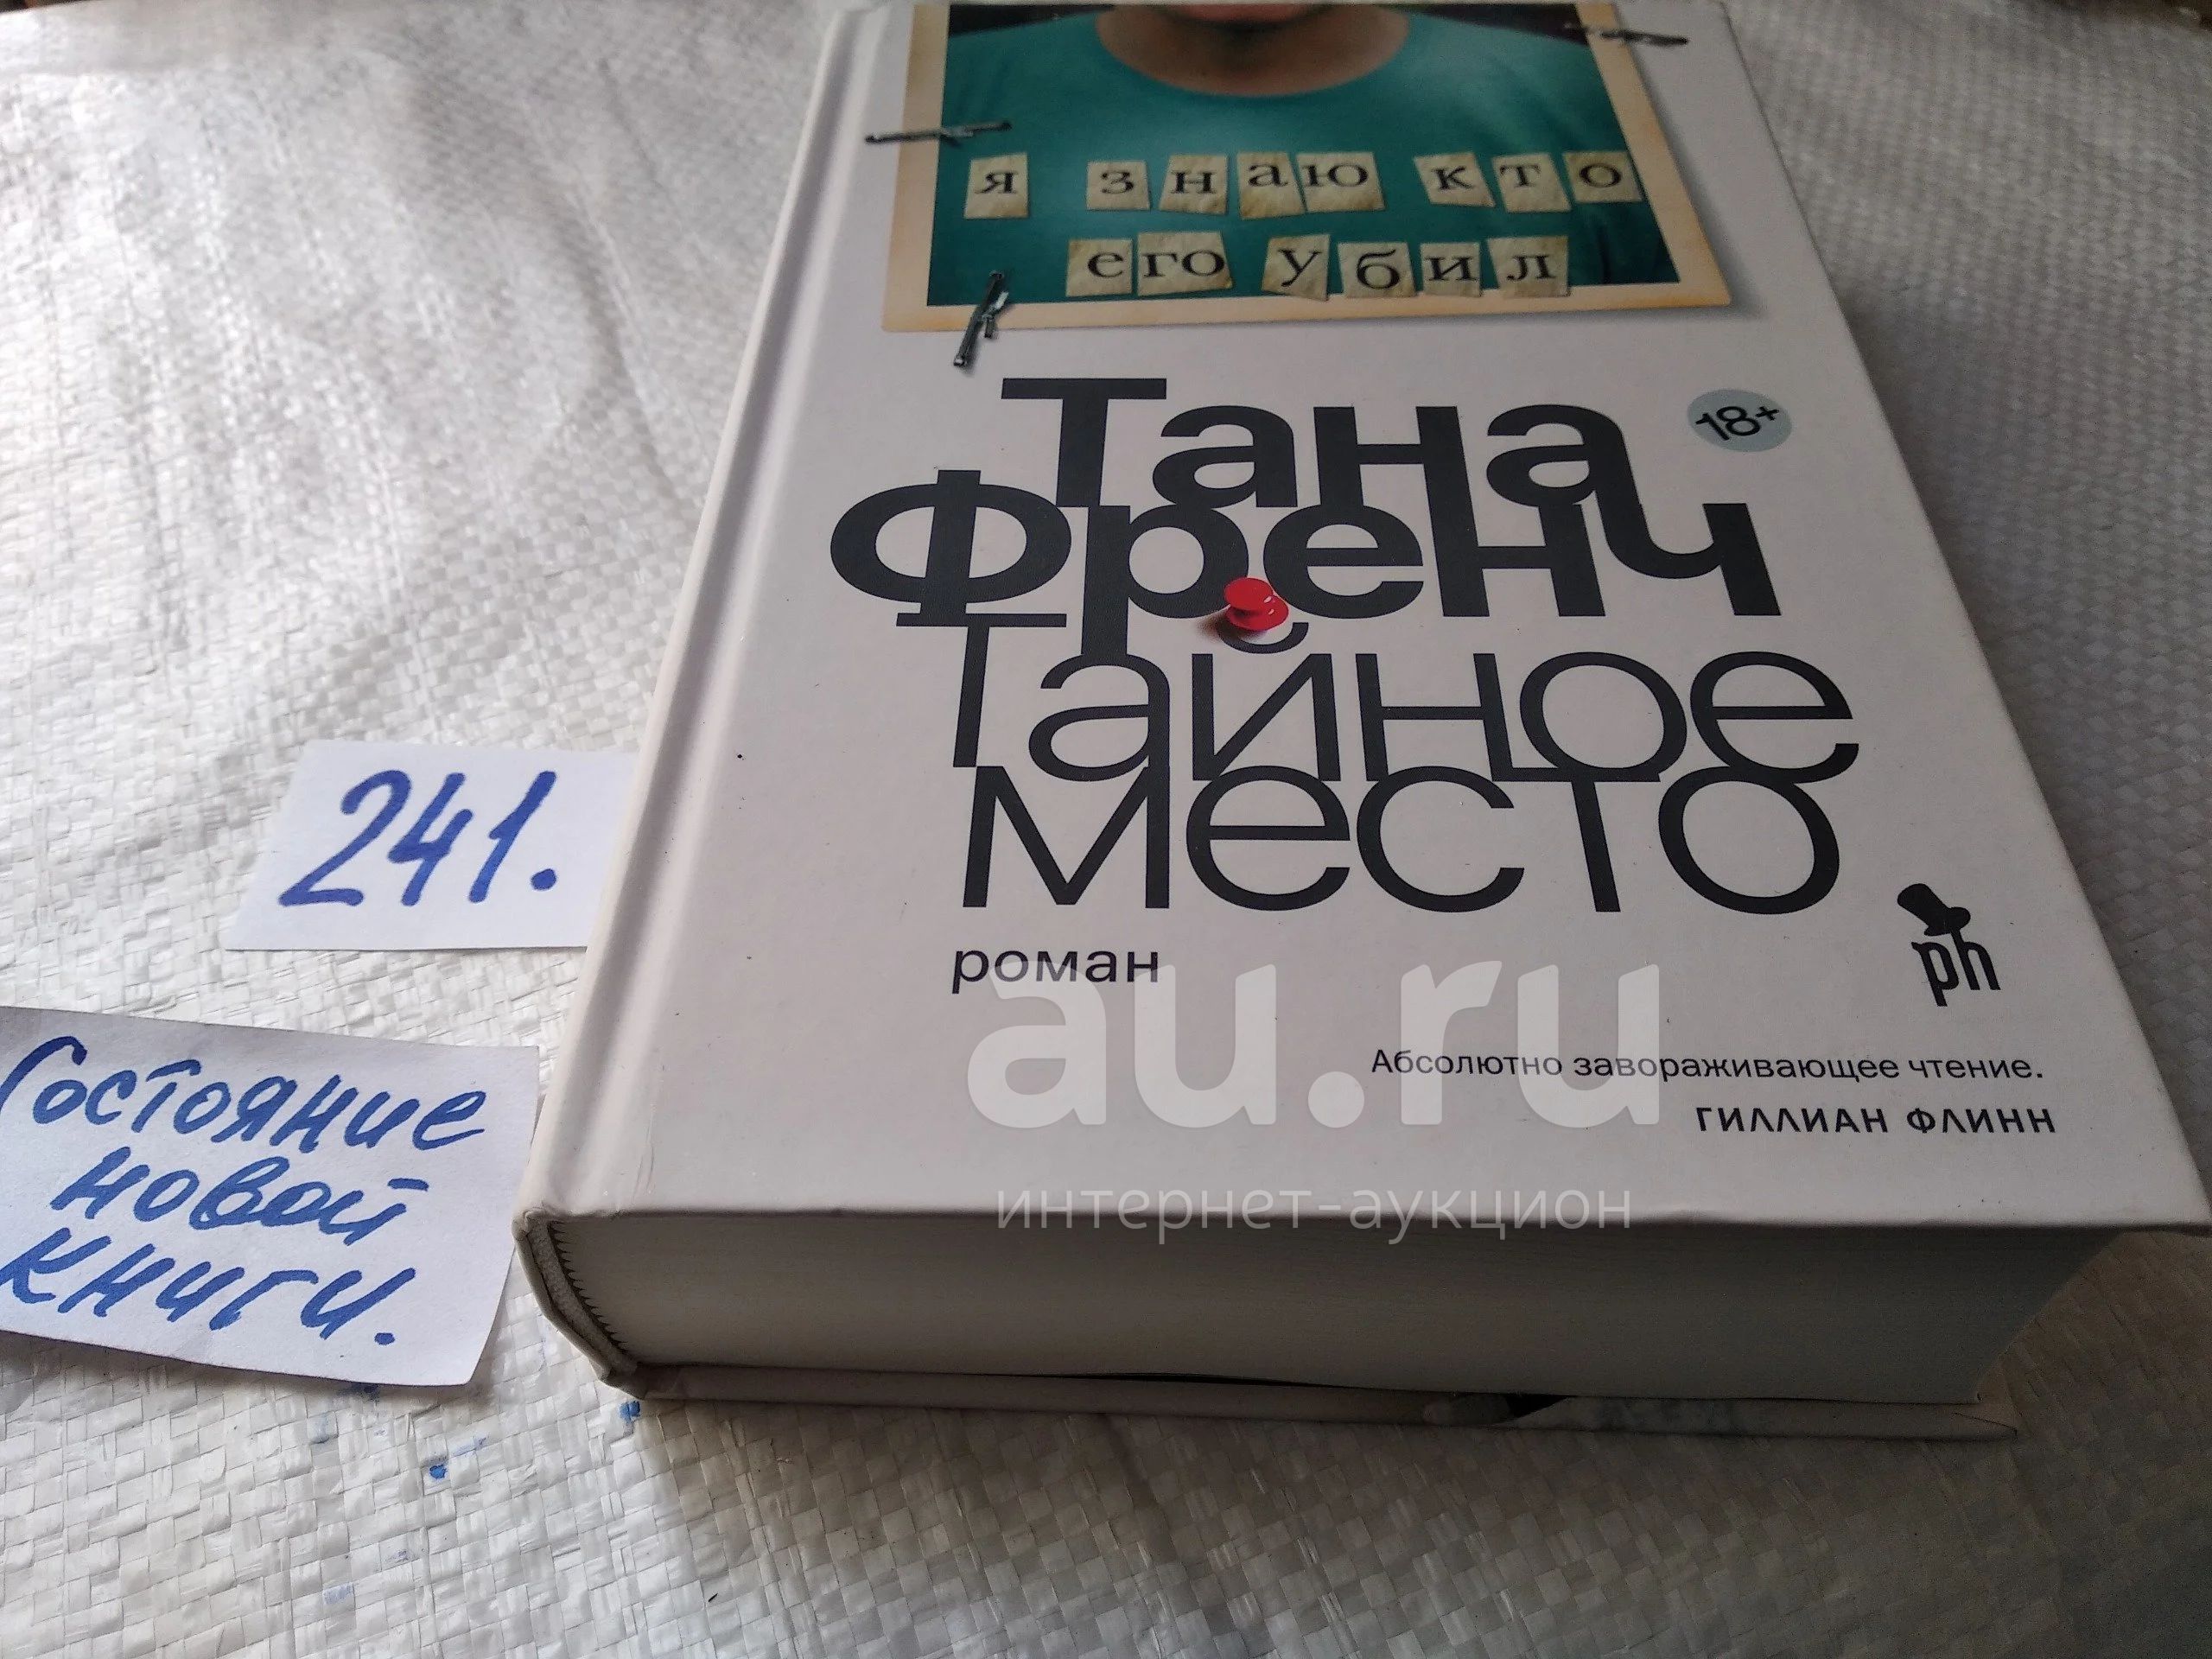 я знаю кто
его убил
Тана
Френч
18+
Тайное
место
роман
ph
Абсолютно завораживающее чтение.
ГИЛЛИАН ФЛИНН
241.
Состояние
новой
книги.
au.ru
интернет-аукцион